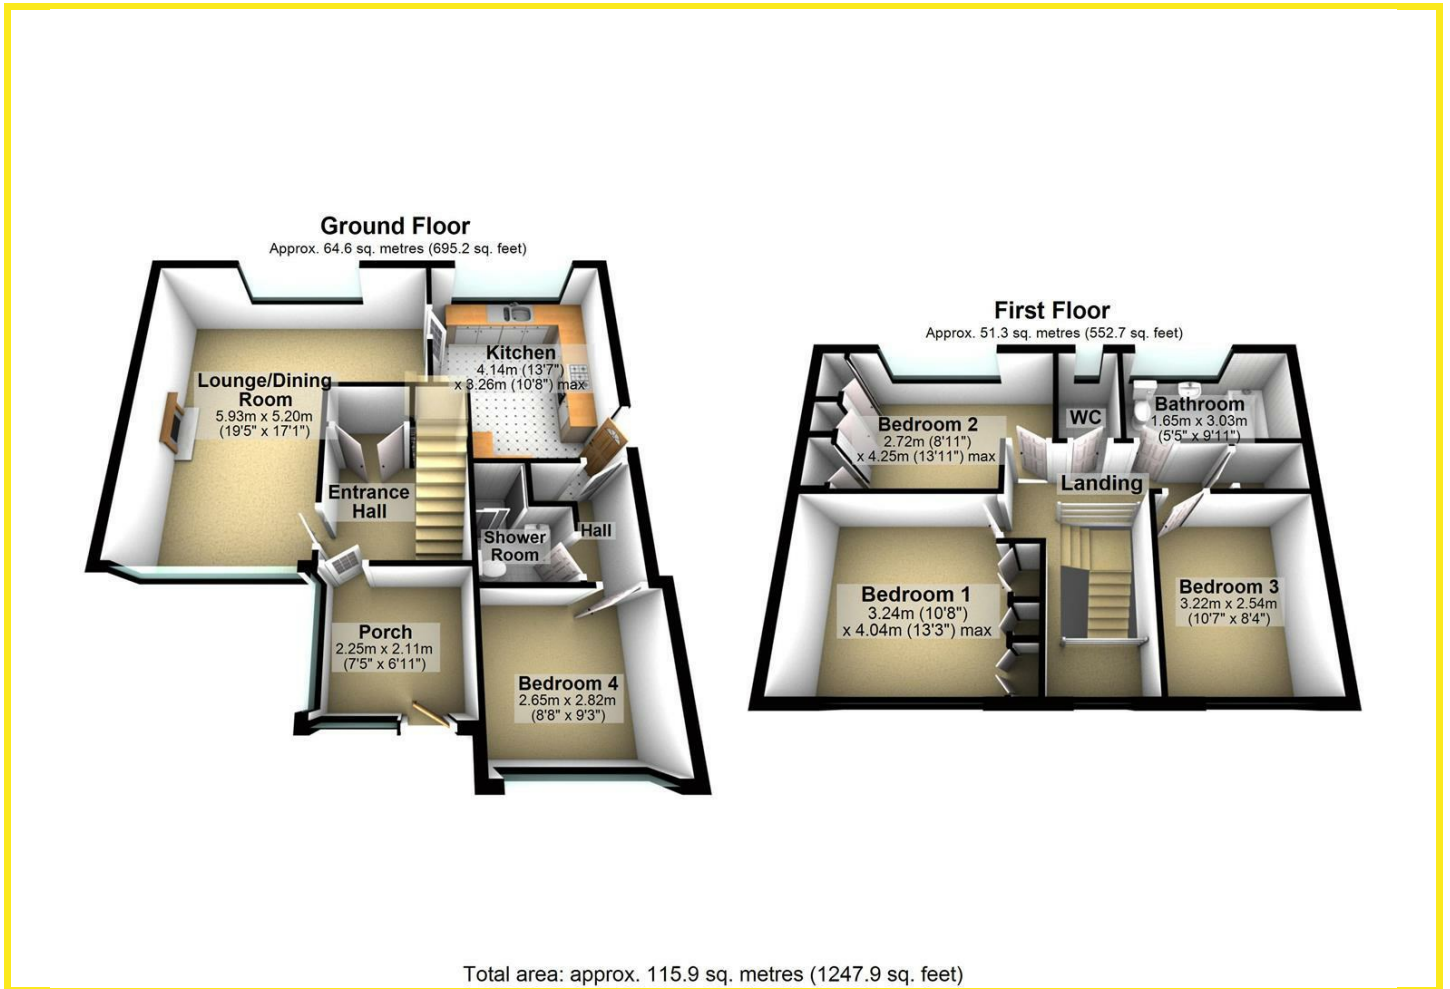 Ground Floor
Approx. 64.6 sq. metres (695.2 sq. feet)
Lounge/Dining
Room
5.93m x 5.20m
(19'5" x 17'1")
Kitchen
4.14m (13'7")
x 3.26m (10'8") max
Entrance
Hall
Shower
Room
Hall
Porch
2.25m x 2.11m
(7'5" x 6'11")
Bedroom 4
2.65m x 2.82m
(8'8" x 9'3")
First Floor
Approx. 51.3 sq. metres (552.7 sq. feet)
Bedroom 2
2.72m (8'11")
x 4.25m (13'11") max
WC
Bathroom
1.65m x 3.03m
(5'5" x 9'11")
Landing
Bedroom 1
3.24m (10'8")
x 4.04m (13'3") max
Bedroom 3
3.22m x 2.54m
(10'7" x 8'4")
Total area: approx. 115.9 sq. metres (1247.9 sq. feet)